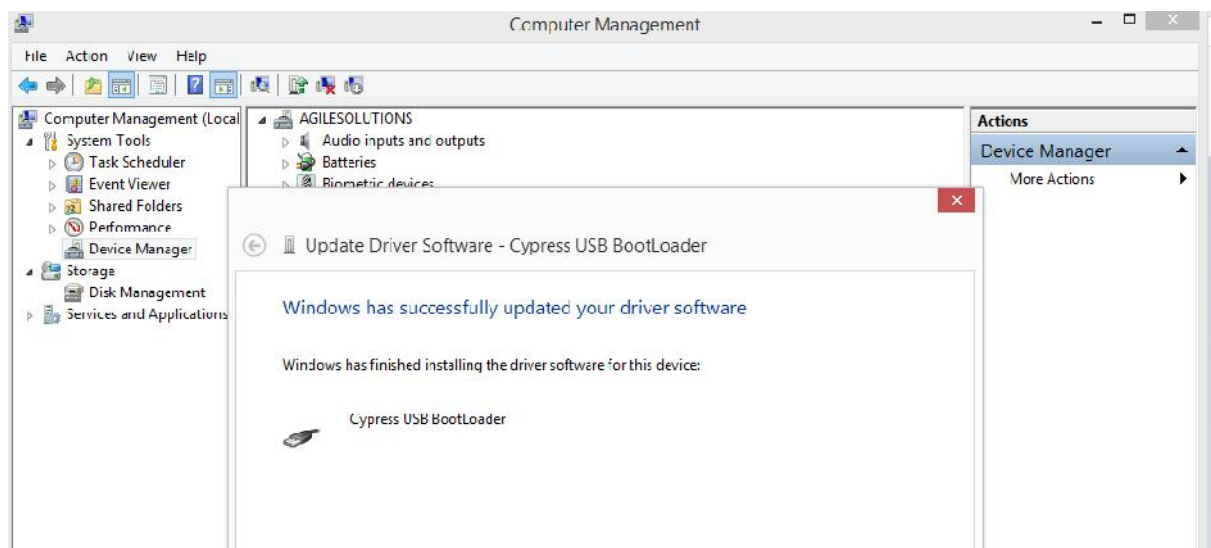 Computer Management
File Action View Help
Computer Management (Local
System Tools
Task Scheduler
Event Viewer
Shared Folders
Performance
Device Manager
Storage
Disk Management
Services and Applications
AGILESOLUTIONS
Audio inputs and outputs
Batteries
Biometric devices
Actions
Device Manager
More Actions
Update Driver Software - Cypress USB BootLoader
Windows has successfully updated your driver software
Windows has finished installing the driver software for this device:
Cypress USB BootLoader